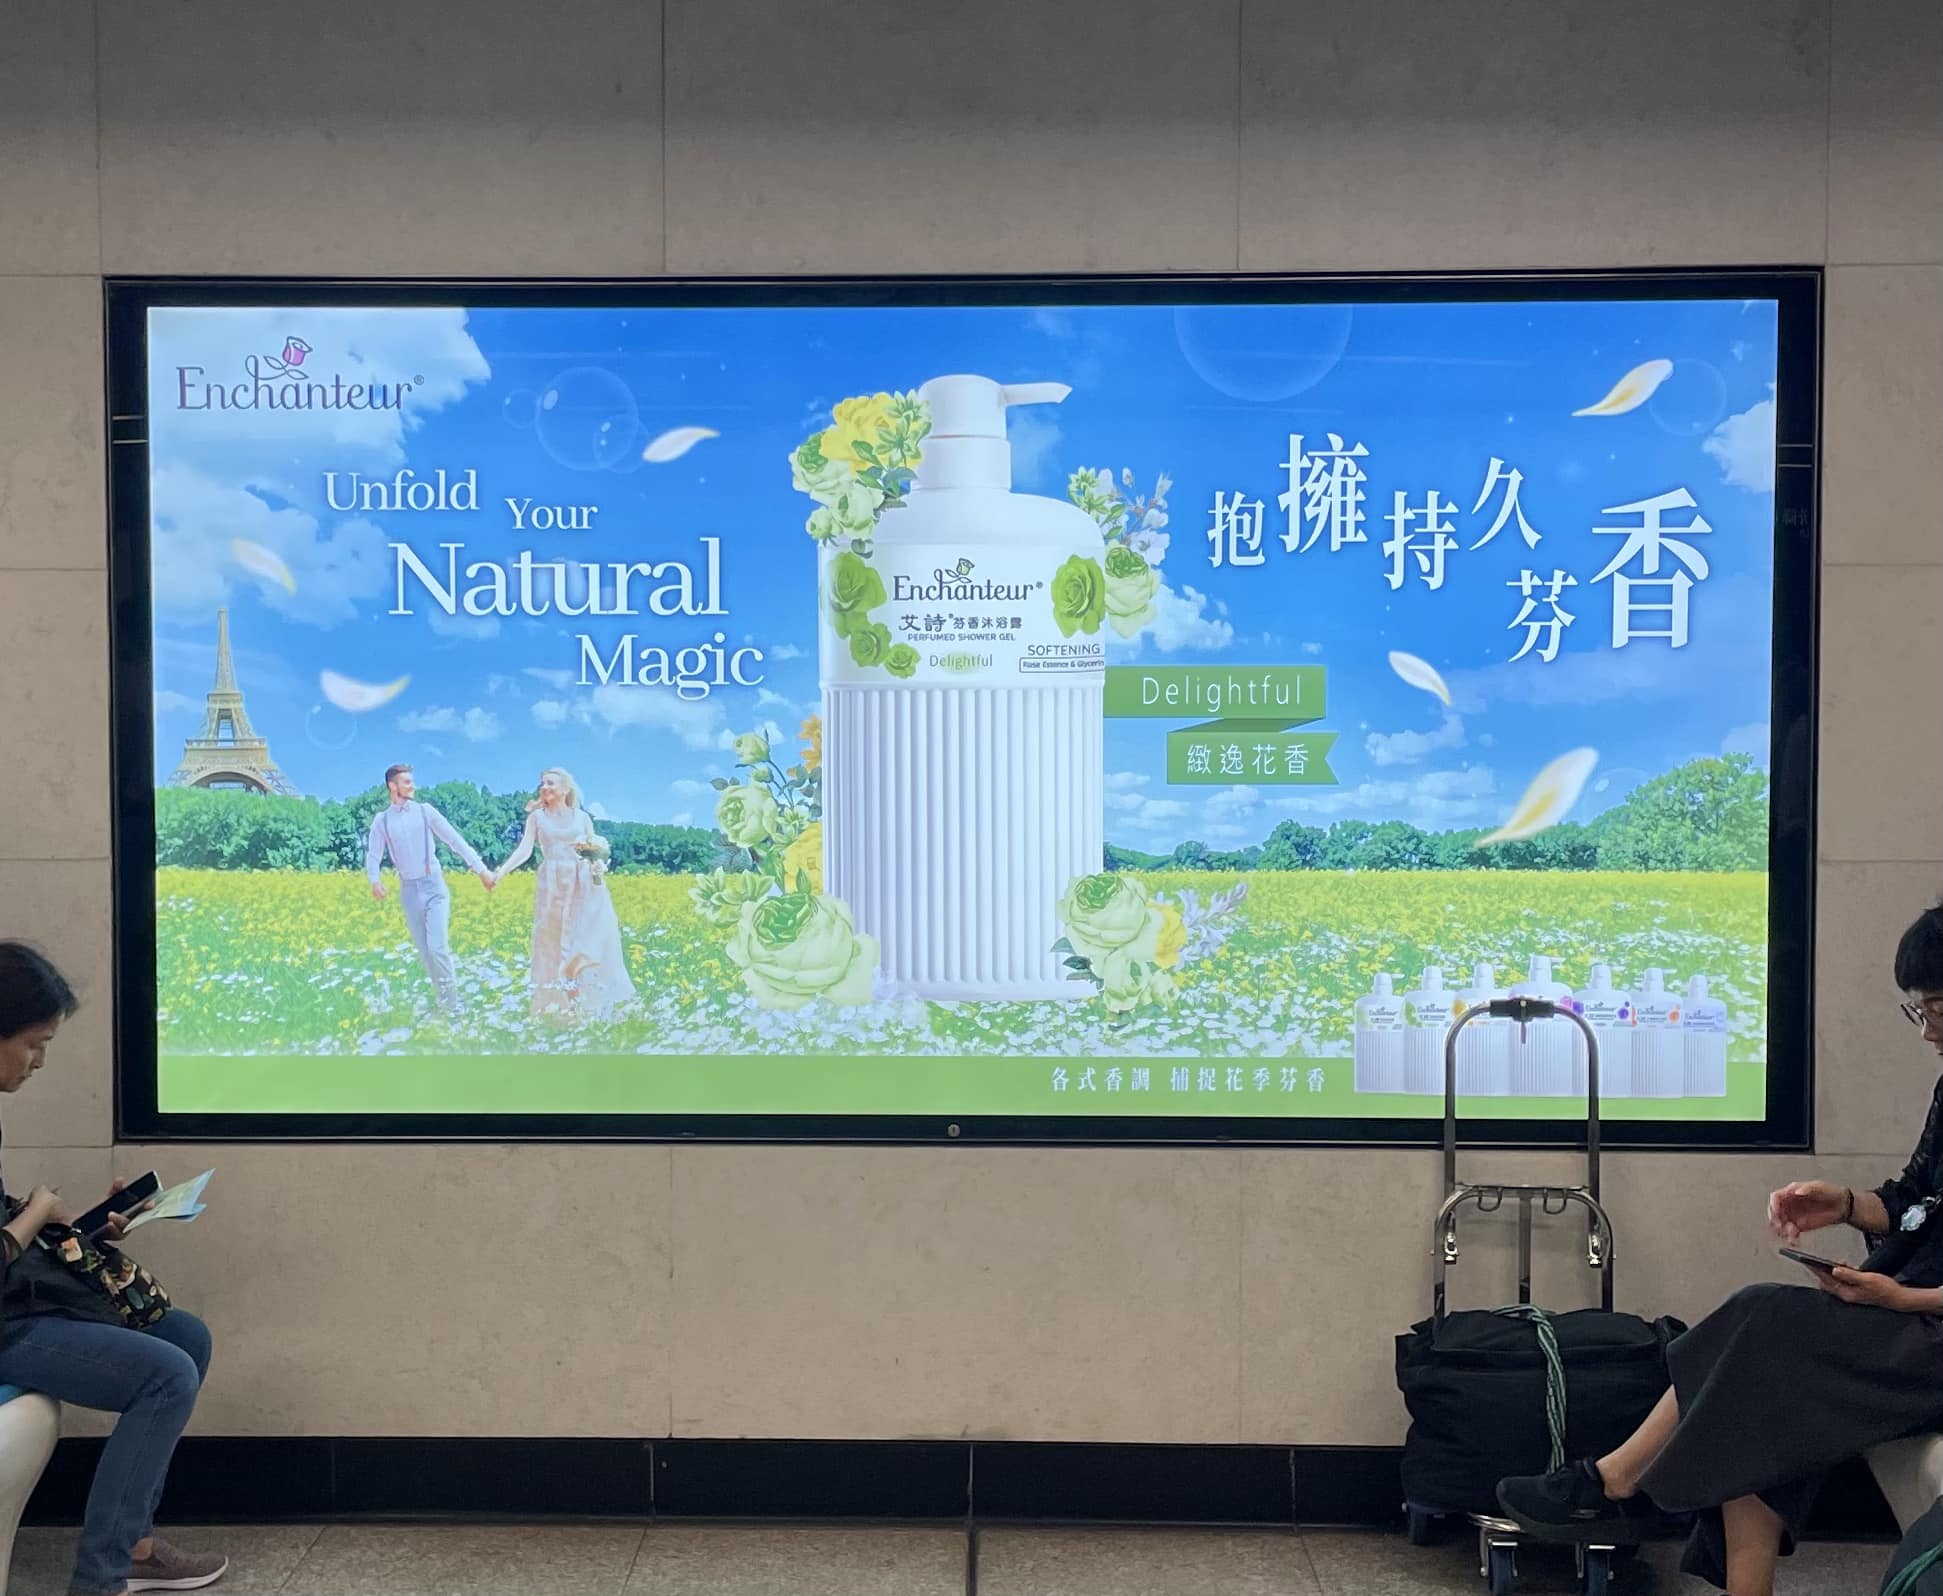 Enchanteur®
Unfold Your
Natural
Magic
Enchanteur®
艾詩®芬香沐浴露
PERFUMED SHOWER GEL
Delightful
SOFTENING
Rose Essence & Glycerin
抱擁持久
芬香
Delightful
緻逸花香
各式香調 捕捉花季芬香